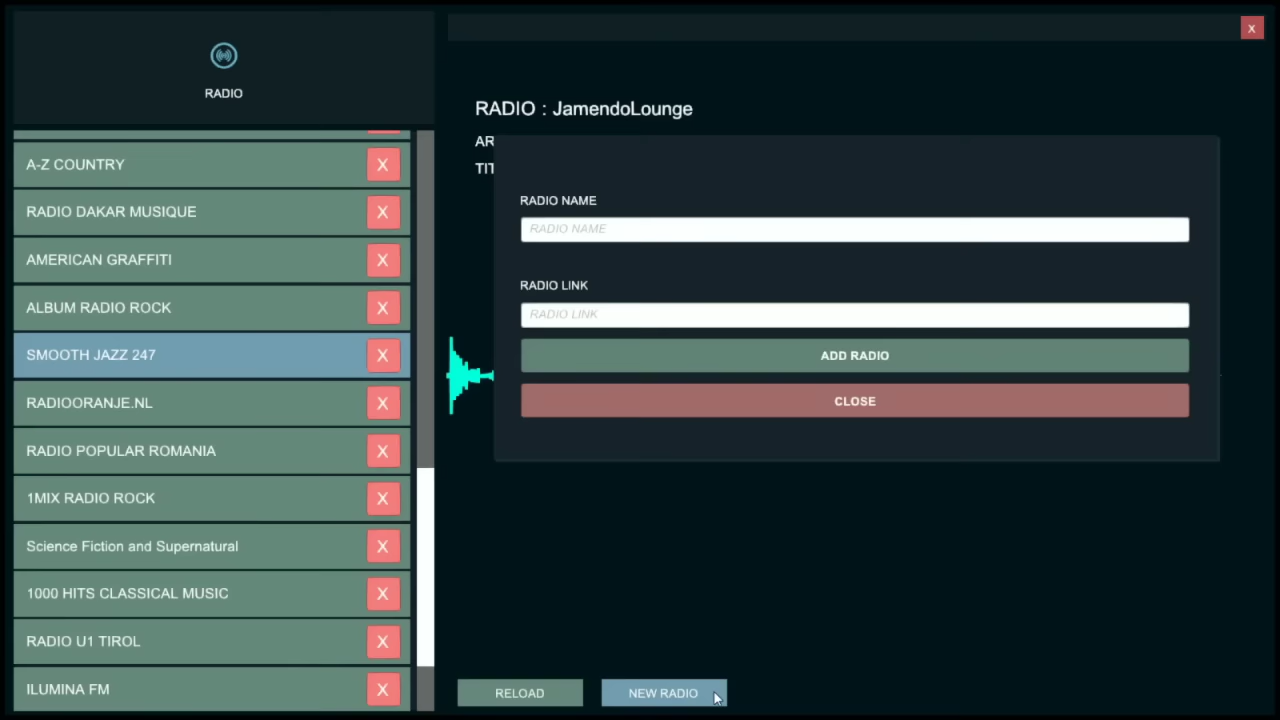 RADIO
A-Z COUNTRY X
RADIO DAKAR MUSIQUE X
AMERICAN GRAFFITI X
ALBUM RADIO ROCK X
SMOOTH JAZZ 247 X
RADIOORANJE.NL X
RADIO POPULAR ROMANIA X
1MIX RADIO ROCK X
Science Fiction and Supernatural X
1000 HITS CLASSICAL MUSIC X
RADIO U1 TIROL X
ILUMINA FM X
x
RADIO : JamendoLounge
AR
TIT
RADIO NAME
RADIO NAME
RADIO LINK
RADIO LINK
ADD RADIO
CLOSE
RELOAD
NEW RADIO